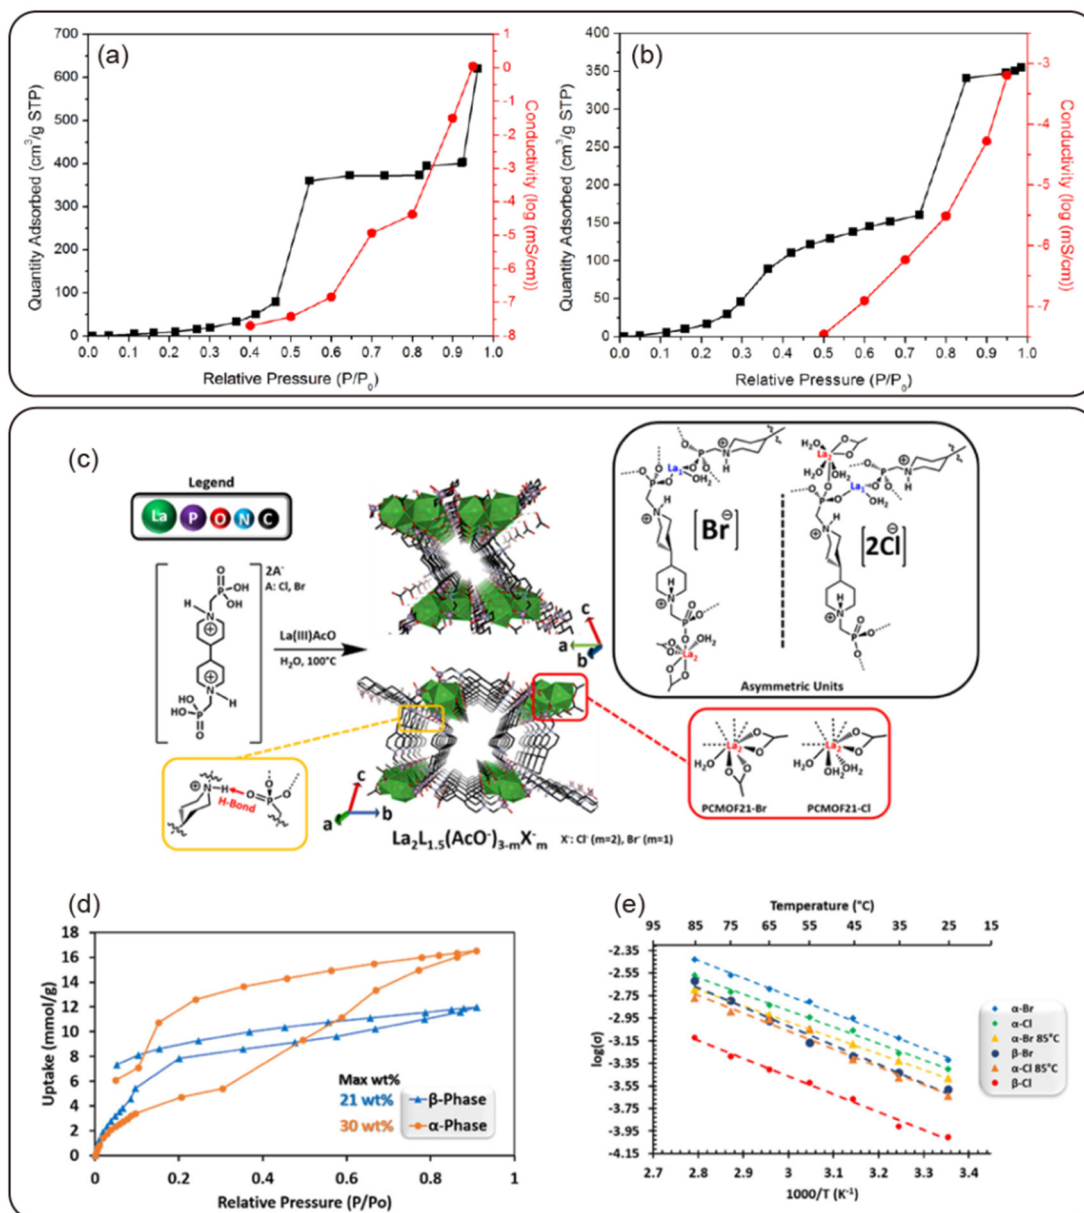 (a)
700
600
500
400
300
200
100
0
Quantity Adsorbed (cm³/g STP)
0.0 0.1 0.2 0.3 0.4 0.5 0.6 0.7 0.8 0.9 1.0
Relative Pressure (P/P₀)
1
0
-1
-2
-3
-4
-5
-6
-7
-8
Conductivity (log (mS/cm))
(b)
400
350
300
250
200
150
100
50
0
Quantity Adsorbed (cm³/g STP)
0.0 0.1 0.2 0.3 0.4 0.5 0.6 0.7 0.8 0.9 1.0
Relative Pressure (P/P₀)
-3
-4
-5
-6
-7
Conductivity (log (mS/cm))
(c)
Legend
La P O N C
2A⁻
A: Cl, Br
La(III)AcO
H₂O, 100°C
H-Bond
c
a
b
c
a
b
La₂L₁.₅(AcO⁻)₃₋ₘX⁻ₘ X⁻: Cl⁻ (m=2), Br⁻ (m=1)
[Br⁻]
[2Cl⁻]
Asymmetric Units
PCMOF21-Br PCMOF21-Cl
(d)
18
16
14
12
10
8
6
4
2
0
Uptake (mmol/g)
0 0.2 0.4 0.6 0.8 1
Relative Pressure (P/Po)
Max wt%
21 wt% β-Phase
30 wt% α-Phase
(e)
Temperature (°C)
95 85 75 65 55 45 35 25 15
-2.35
-2.55
-2.75
-2.95
-3.15
-3.35
-3.55
-3.75
-3.95
-4.15
log(σ)
2.7 2.8 2.9 3 3.1 3.2 3.3 3.4
1000/T (K⁻¹)
α-Br
α-Cl
α-Br 85°C
β-Br
α-Cl 85°C
β-Cl